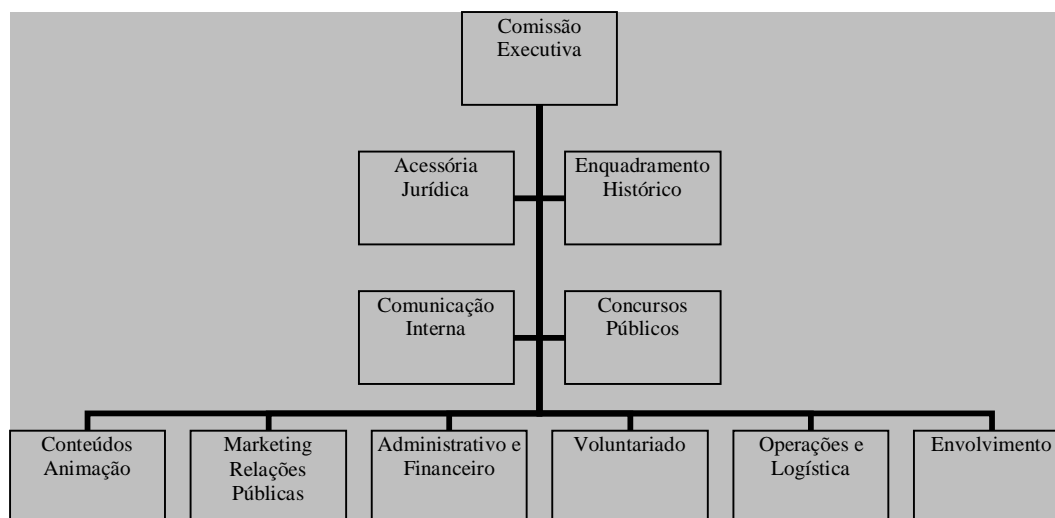 Comissão
Executiva
Acessória
Jurídica
Enquadramento
Histórico
Comunicação
Interna
Concursos
Públicos
Conteúdos
Animação
Marketing
Relações
Públicas
Administrativo e
Financeiro
Voluntariado
Operações e
Logística
Envolvimento